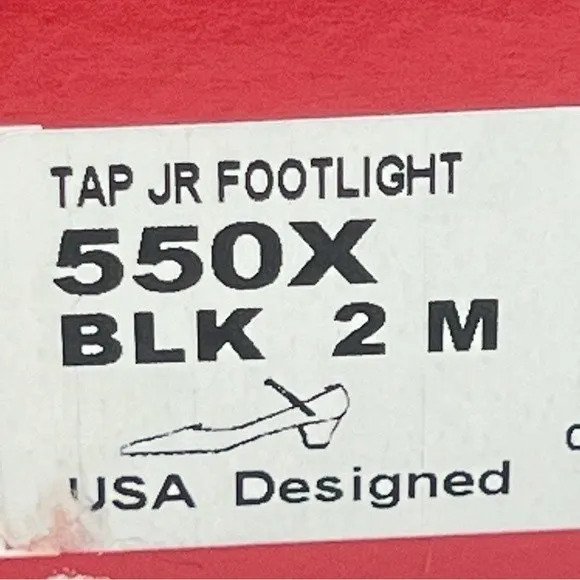 TAP JR FOOTLIGHT
550X
BLK 2 M
USA Designed